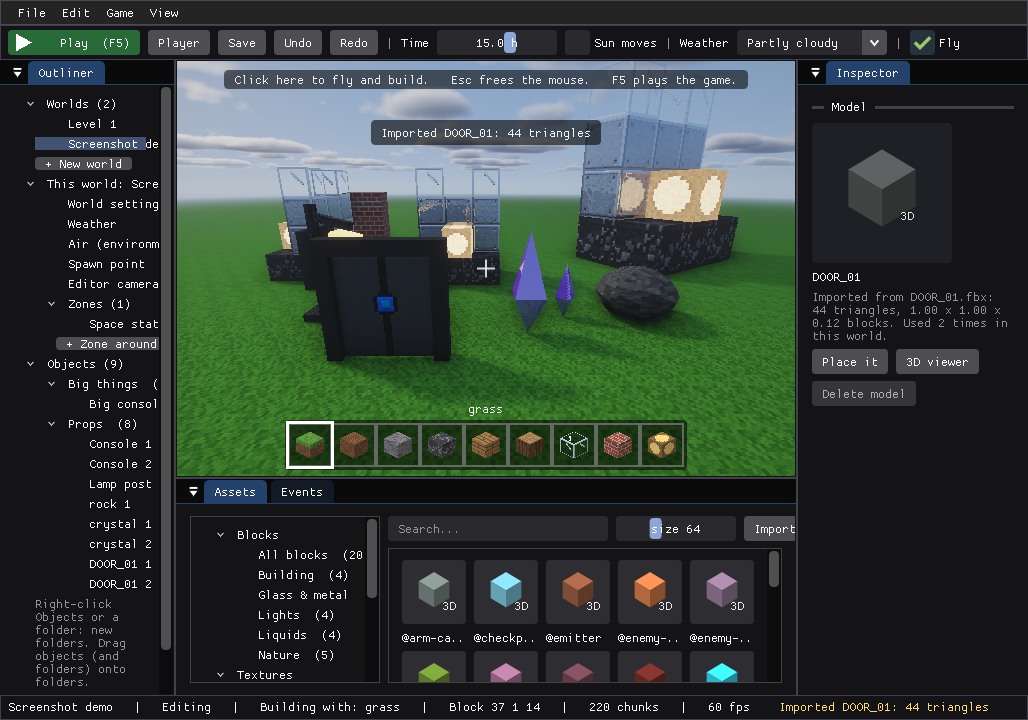 File Edit Game View
Play (F5) Player Save Undo Redo | Time 15.0 h Sun moves | Weather Partly cloudy | Fly
Outliner
Worlds (2)
Level 1
Screenshot de
+ New world
This world: Scre
World setting
Weather
Air (environm
Spawn point
Editor camera
Zones (1)
Space stat
+ Zone around
Objects (9)
Big things (
Big consol
Props (8)
Console 1
Console 2
Lamp post
rock 1
crystal 1
crystal 2
DOOR_01 1
DOOR_01 2
Right-click
Objects or a
folder: new
folders. Drag
objects (and
folders) onto
folders.
Click here to fly and build. Esc frees the mouse. F5 plays the game.
Imported DOOR_01: 44 triangles
grass
Assets Events
Blocks
All blocks (20
Building (4)
Glass & metal
Lights (4)
Liquids (4)
Nature (5)
Textures
Search...
size 64
Import
3D 3D 3D 3D 3D
@arm-ca.. @checkp.. @emitter @enemy-.. @enemy-..
Inspector
Model
3D
DOOR_01
Imported from DOOR_01.fbx:
44 triangles, 1.00 x 1.00 x
0.12 blocks. Used 2 times in
this world.
Place it 3D viewer
Delete model
Screenshot demo | Editing | Building with: grass | Block 37 1 14 | 220 chunks | 60 fps Imported DOOR_01: 44 triangles